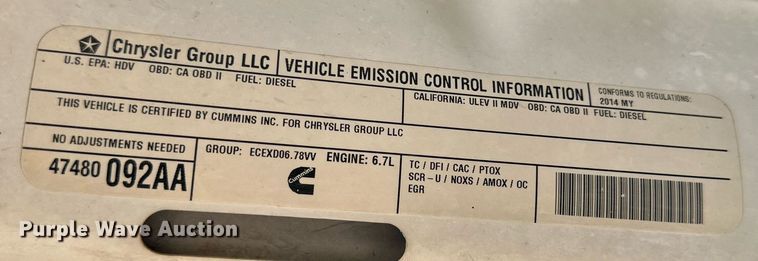 Chrysler Group LLC
VEHICLE EMISSION CONTROL INFORMATION
CONFORMS TO REGULATIONS:
2014 MY
U.S. EPA: HDV OBD: CA OBD II FUEL: DIESEL
CALIFORNIA: ULEV II MDV OBD: CA OBD II FUEL: DIESEL
THIS VEHICLE IS CERTIFIED BY CUMMINS INC. FOR CHRYSLER GROUP LLC
NO ADJUSTMENTS NEEDED
47480 092AA
GROUP: ECEXD06.78VV ENGINE: 6.7L
Cummins
TC / DFI / CAC / PTOX
SCR - U / NOXS / AMOX / OC
EGR
Purple Wave Auction